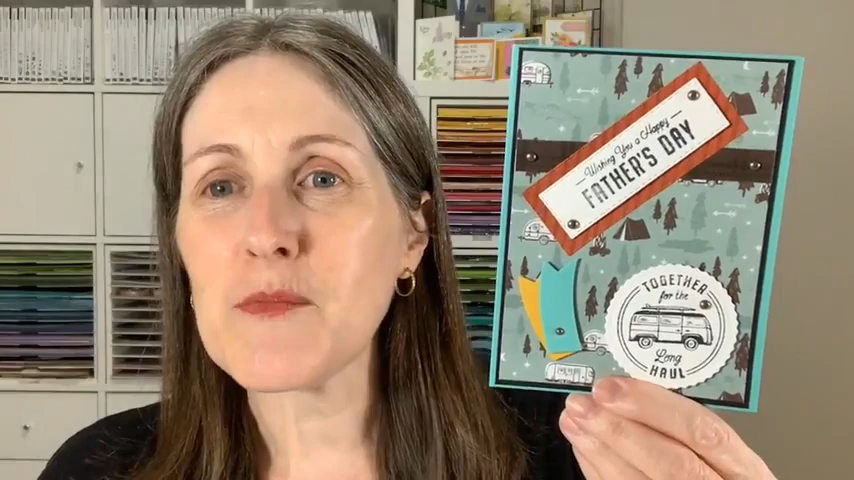 Wishing You a Happy
FATHER'S DAY
TOGETHER
for the
Long
HAUL